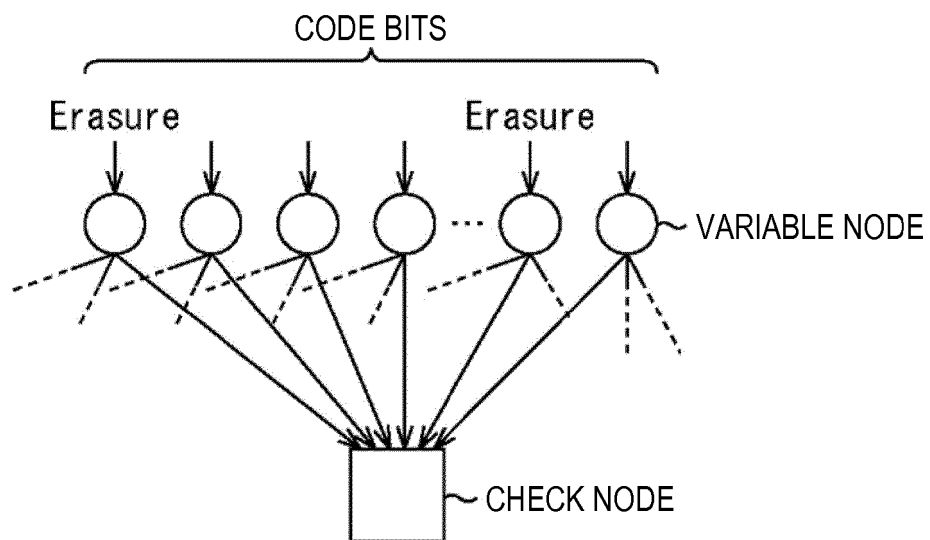 CODE BITS
Erasure Erasure
...
VARIABLE NODE
CHECK NODE